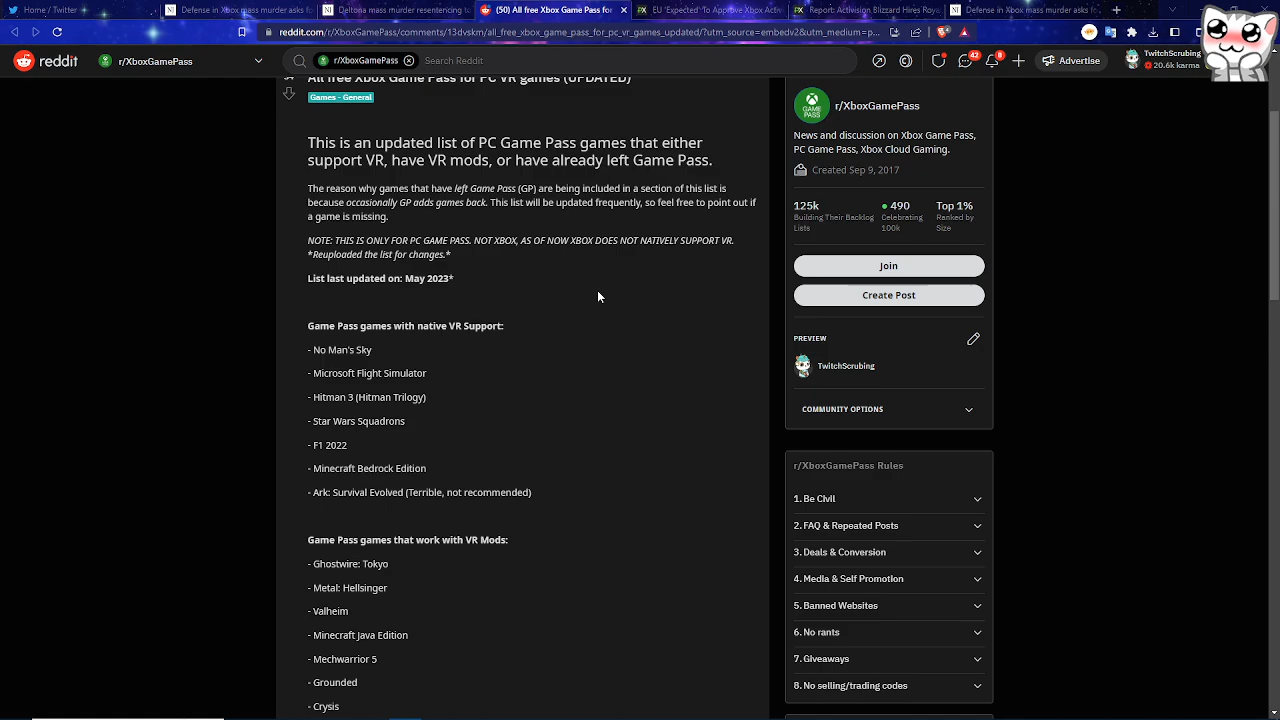 Home / Twitter
Defense in Xbox mass murder asks fo
Deltona mass murder resentencing tu
(50) All free Xbox Game Pass for
EU 'Expected' To Approve Xbox Activ
Report: Activision Blizzard Hires Roya
Defense in Xbox mass murder asks fo
reddit.com/r/XboxGamePass/comments/13dvskm/all_free_xbox_game_pass_for_pc_vr_games_updated/?utm_source=embedv2&utm_medium=p...
reddit
r/XboxGamePass
r/XboxGamePass
Search Reddit
42
8
Advertise
TwitchScrubing
20.6k karma
All free Xbox Game Pass for PC VR games (UPDATED)
Games - General
This is an updated list of PC Game Pass games that either
support VR, have VR mods, or have already left Game Pass.
The reason why games that have left Game Pass (GP) are being included in a section of this list is
because occasionally GP adds games back. This list will be updated frequently, so feel free to point out if
a game is missing.
NOTE: THIS IS ONLY FOR PC GAME PASS. NOT XBOX, AS OF NOW XBOX DOES NOT NATIVELY SUPPORT VR.
*Reuploaded the list for changes.*
List last updated on: May 2023*
Game Pass games with native VR Support:
- No Man's Sky
- Microsoft Flight Simulator
- Hitman 3 (Hitman Trilogy)
- Star Wars Squadrons
- F1 2022
- Minecraft Bedrock Edition
- Ark: Survival Evolved (Terrible, not recommended)
Game Pass games that work with VR Mods:
- Ghostwire: Tokyo
- Metal: Hellsinger
- Valheim
- Minecraft Java Edition
- Mechwarrior 5
- Grounded
- Crysis
GAME PASS
r/XboxGamePass
News and discussion on Xbox Game Pass,
PC Game Pass, Xbox Cloud Gaming.
Created Sep 9, 2017
125k
Building Their Backlog
Lists
490
Celebrating
100k
Top 1%
Ranked by
Size
Join
Create Post
PREVIEW
TwitchScrubing
COMMUNITY OPTIONS
r/XboxGamePass Rules
1. Be Civil
2. FAQ & Repeated Posts
3. Deals & Conversion
4. Media & Self Promotion
5. Banned Websites
6. No rants
7. Giveaways
8. No selling/trading codes